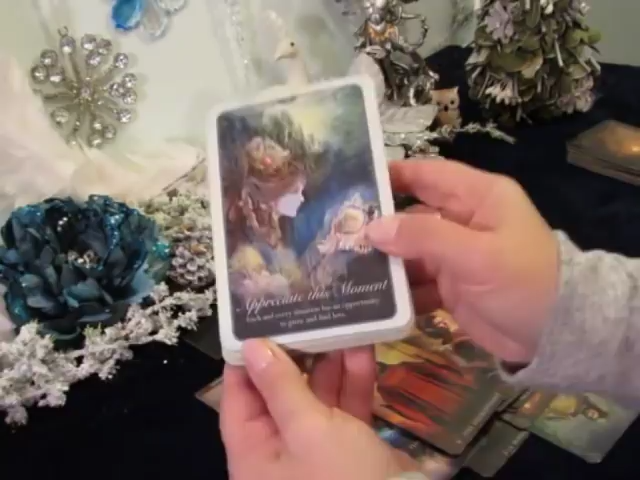 Appreciate this Moment
Each and every situation has an opportunity
to grow and find love.